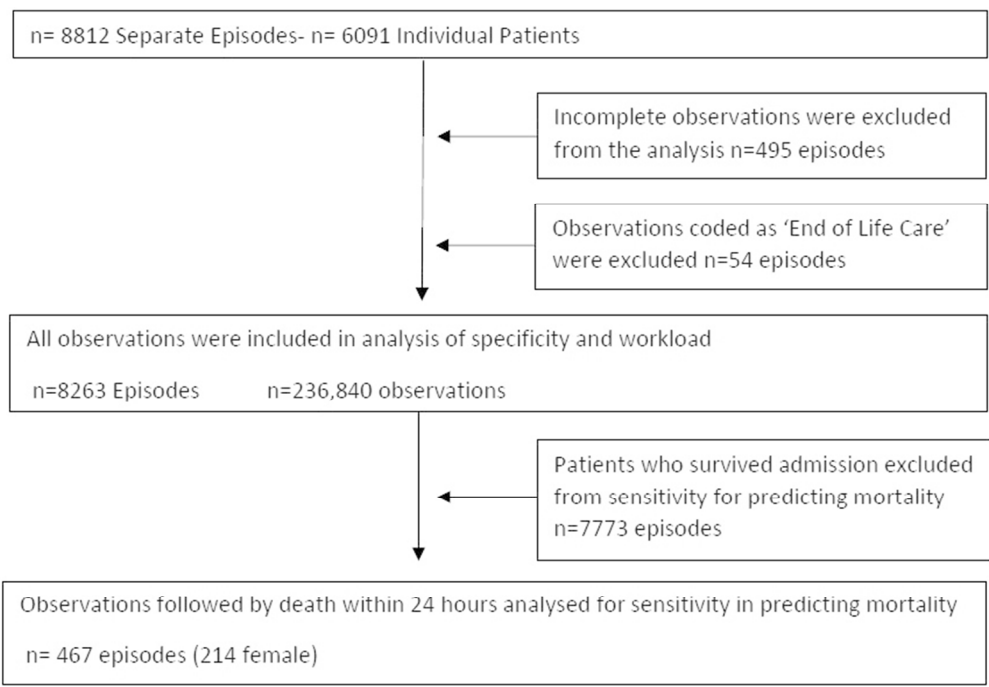 n= 8812 Separate Episodes- n= 6091 Individual Patients
Incomplete observations were excluded
from the analysis n=495 episodes
Observations coded as ‘End of Life Care’
were excluded n=54 episodes
All observations were included in analysis of specificity and workload
n=8263 Episodes n=236,840 observations
Patients who survived admission excluded
from sensitivity for predicting mortality
n=7773 episodes
Observations followed by death within 24 hours analysed for sensitivity in predicting mortality
n= 467 episodes (214 female)